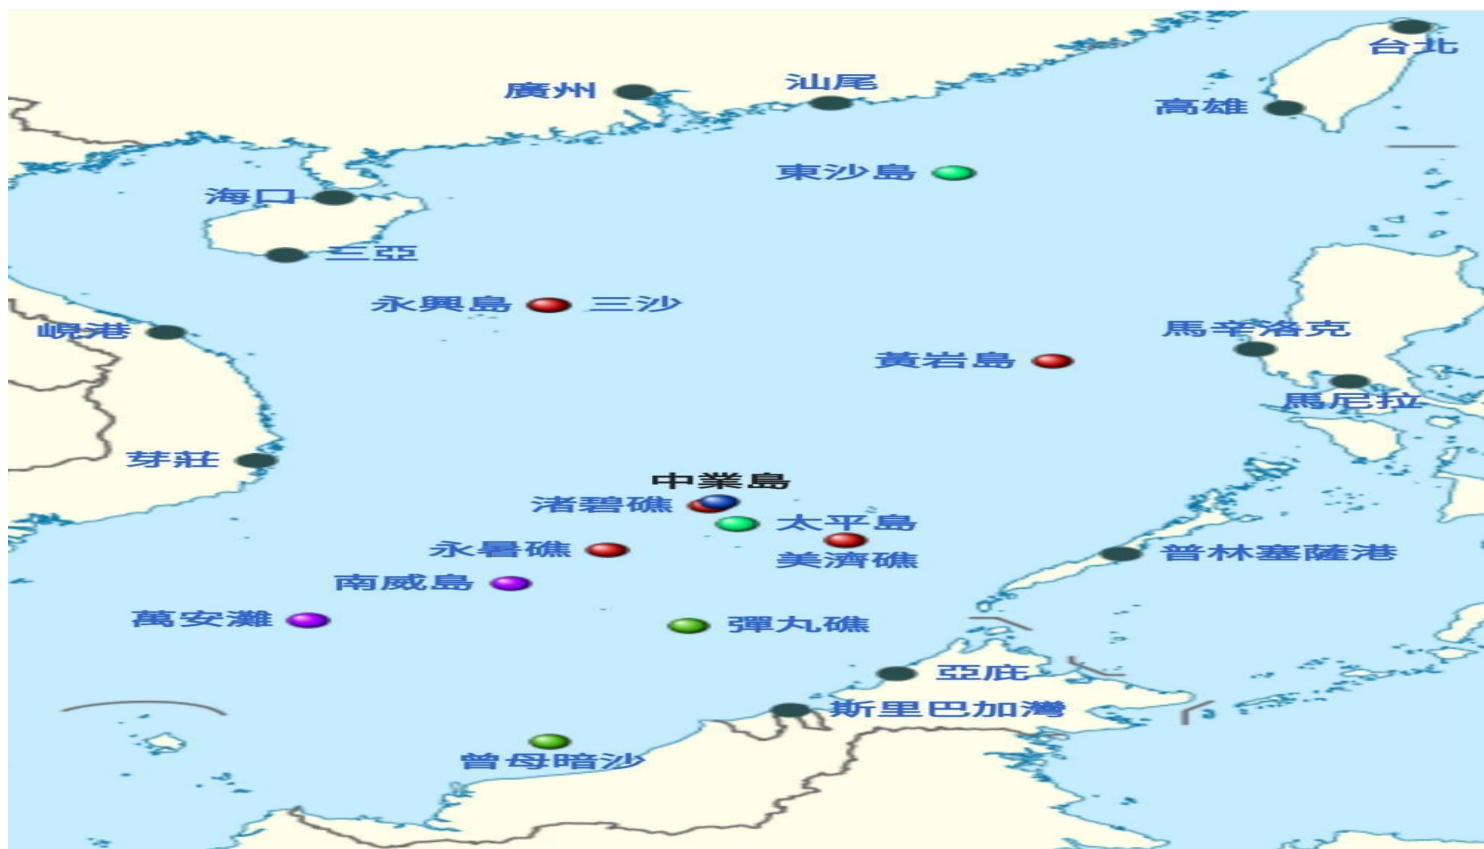 台北
廣州
汕尾
高雄
東沙島
海口
三亞
永興島
三沙
峴港
馬辛洛克
黃岩島
馬尼拉
芽莊
中業島
渚碧礁
太平島
永暑礁
美濟礁
普林塞薩港
南威島
萬安灘
彈丸礁
亞庇
斯里巴加灣
曾母暗沙